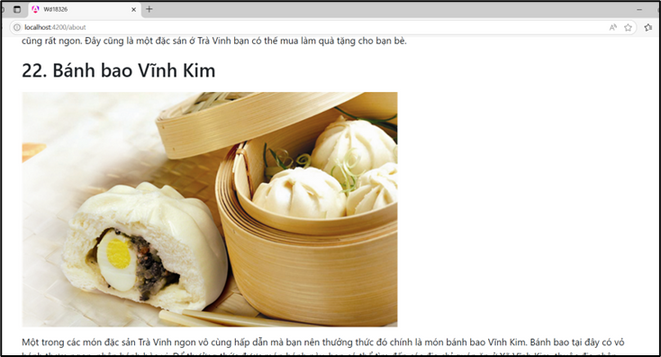 Wd18326
localhost:4200/about
cũng rất ngon. Đây cũng là một đặc sản ở Trà Vinh bạn có thể mua làm quà tặng cho bạn bè.
22. Bánh bao Vĩnh Kim
Một trong các món đặc sản Trà Vinh ngon vô cùng hấp dẫn mà bạn nên thưởng thức đó chính là món bánh bao Vĩnh Kim. Bánh bao tại đây có vỏ